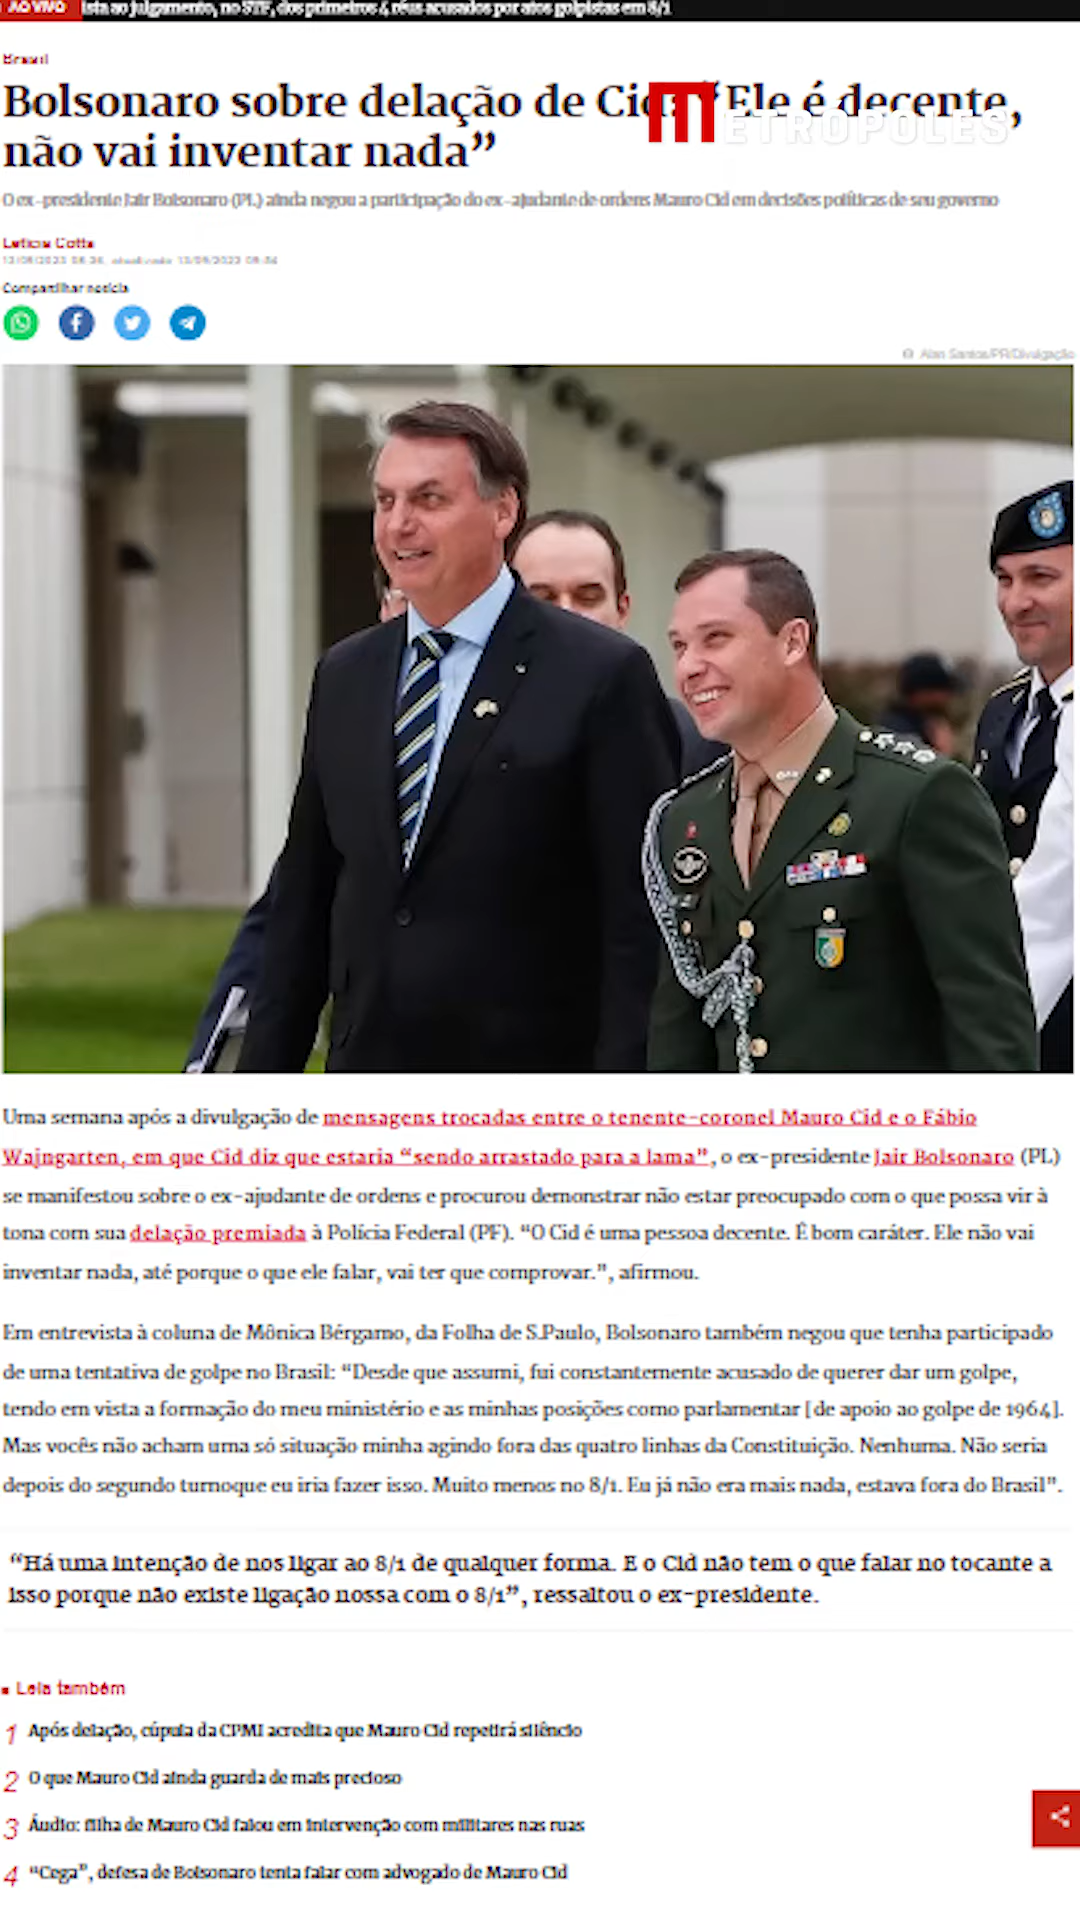 AO VIVO ista ao julgamento, no STF, dos primeiros 4 réus acusados por atos golpistas em 8/1
Brasil
Bolsonaro sobre delação de Cid: “Ele é decente,
não vai inventar nada”
METROPOLES
O ex-presidente Jair Bolsonaro (PL) ainda negou a participação do ex-ajudante de ordens Mauro Cid em decisões políticas de seu governo
Letícia Cotta
Compartilhar notícia
Alan Santos/PR/Divulgação
Uma semana após a divulgação de mensagens trocadas entre o tenente-coronel Mauro Cid e o Fábio
Wajngarten, em que Cid diz que estaria “sendo arrastado para a lama”, o ex-presidente Jair Bolsonaro (PL)
se manifestou sobre o ex-ajudante de ordens e procurou demonstrar não estar preocupado com o que possa vir à
tona com sua delação premiada à Polícia Federal (PF). “O Cid é uma pessoa decente. É bom caráter. Ele não vai
inventar nada, até porque o que ele falar, vai ter que comprovar.”, afirmou.
Em entrevista à coluna de Mônica Bérgamo, da Folha de S.Paulo, Bolsonaro também negou que tenha participado
de uma tentativa de golpe no Brasil: “Desde que assumi, fui constantemente acusado de querer dar um golpe,
tendo em vista a formação do meu ministério e as minhas posições como parlamentar [de apoio ao golpe de 1964].
Mas vocês não acham uma só situação minha agindo fora das quatro linhas da Constituição. Nenhuma. Não seria
depois do segundo turnoque eu iria fazer isso. Muito menos no 8/1. Eu já não era mais nada, estava fora do Brasil”.
“Há uma intenção de nos ligar ao 8/1 de qualquer forma. E o Cid não tem o que falar no tocante a
isso porque não existe ligação nossa com o 8/1”, ressaltou o ex-presidente.
Leia também
1 Após delação, cúpula da CPMI acredita que Mauro Cid repetirá silêncio
2 O que Mauro Cid ainda guarda de mais precioso
3 Áudio: filha de Mauro Cid falou em intervenção com militares nas ruas
4 “Cega”, defesa de Bolsonaro tenta falar com advogado de Mauro Cid